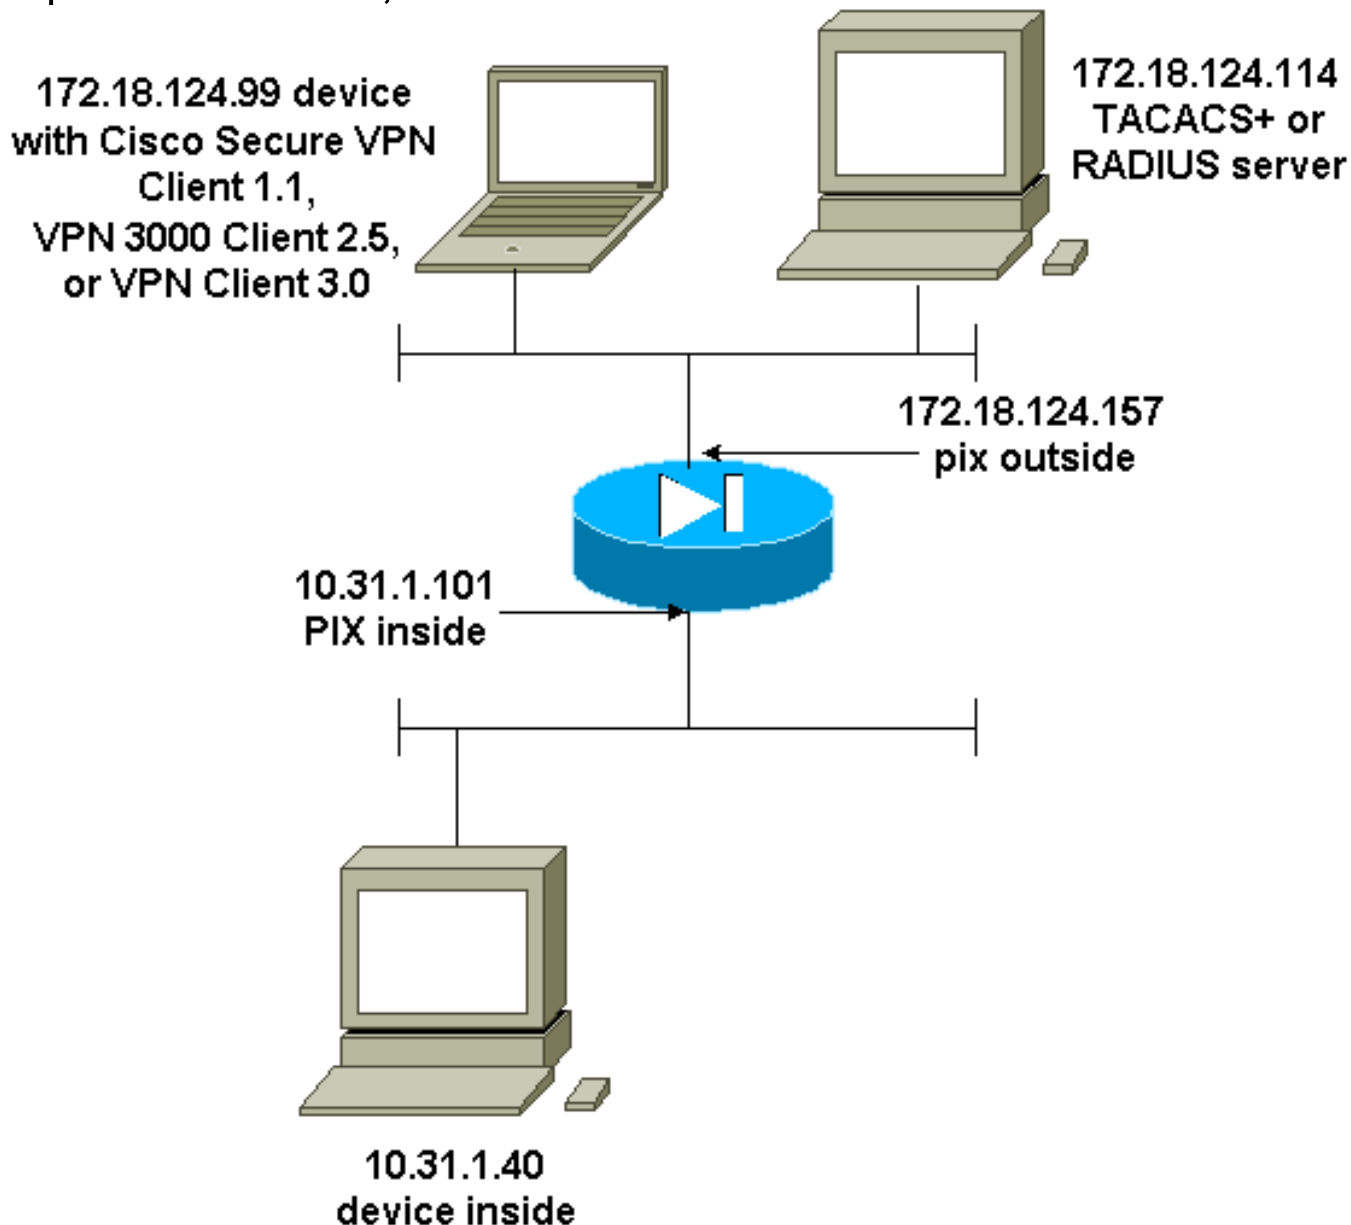 172.18.124.99 device
with Cisco Secure VPN
Client 1.1,
VPN 3000 Client 2.5,
or VPN Client 3.0
172.18.124.114
TACACS+ or
RADIUS server
172.18.124.157
pix outside
10.31.1.101
PIX inside
10.31.1.40
device inside